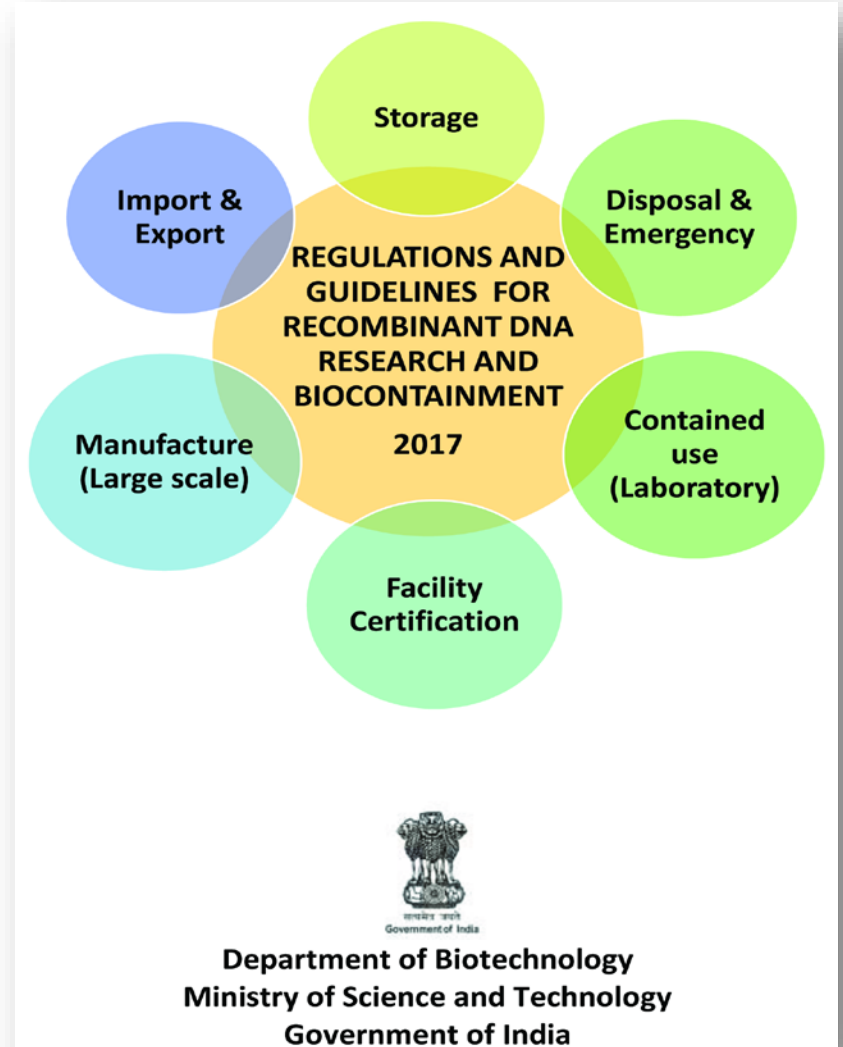 Storage
Import &
Export
Disposal &
Emergency
REGULATIONS AND
GUIDELINES FOR
RECOMBINANT DNA
RESEARCH AND
BIOCONTAINMENT
2017
Manufacture
(Large scale)
Contained
use
(Laboratory)
Facility
Certification
सत्यमेव जयते
Government of India
Department of Biotechnology
Ministry of Science and Technology
Government of India